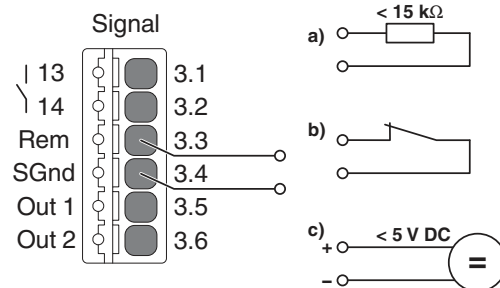 Signal
13 3.1
14 3.2
Rem 3.3
SGnd 3.4
Out 1 3.5
Out 2 3.6
a) < 15 kΩ
b)
c) + < 5 V DC
– =